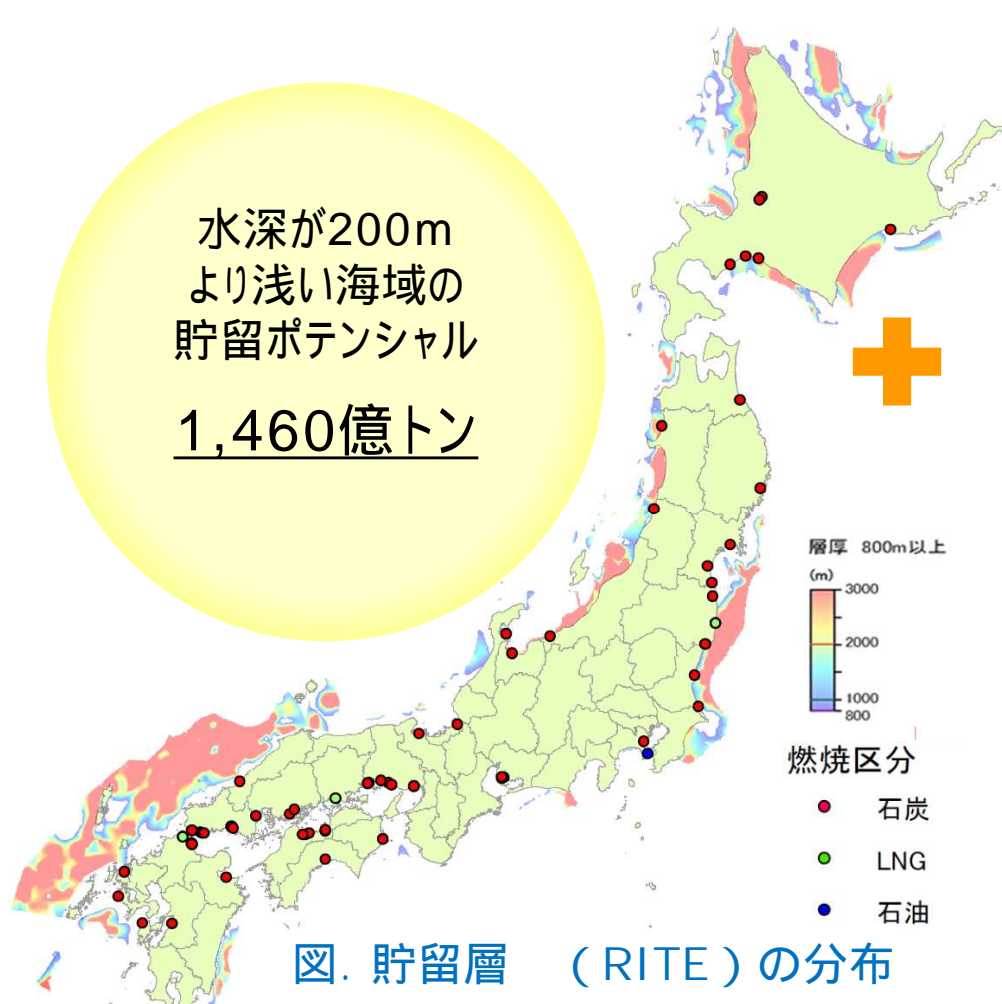 水深が200m
より浅い海域の
貯留ポテンシャル
1,460億トン
層厚 800m以上
(m)
3000
2000
1000
800
燃焼区分
石炭
LNG
石油
図. 貯留層 (RITE)の分布